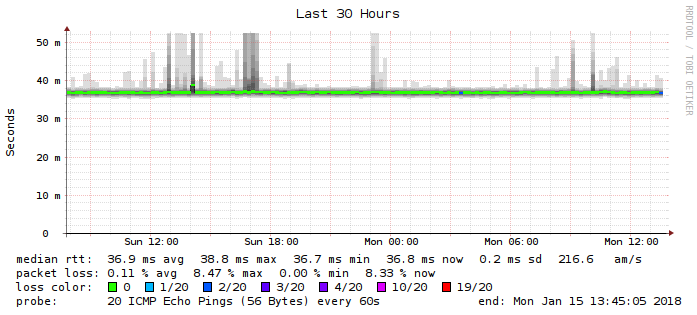 Last 30 Hours
RRDTOOL / TOBI OETIKER
Seconds
50 m
40 m
30 m
20 m
10 m
0
Sun 12:00 Sun 18:00 Mon 00:00 Mon 06:00 Mon 12:00
median rtt: 36.9 ms avg 38.8 ms max 36.7 ms min 36.8 ms now 0.2 ms sd 216.6 am/s
packet loss: 0.11 % avg 8.47 % max 0.00 % min 8.33 % now
loss color: 0 1/20 2/20 3/20 4/20 10/20 19/20
probe: 20 ICMP Echo Pings (56 Bytes) every 60s end: Mon Jan 15 13:45:05 2018